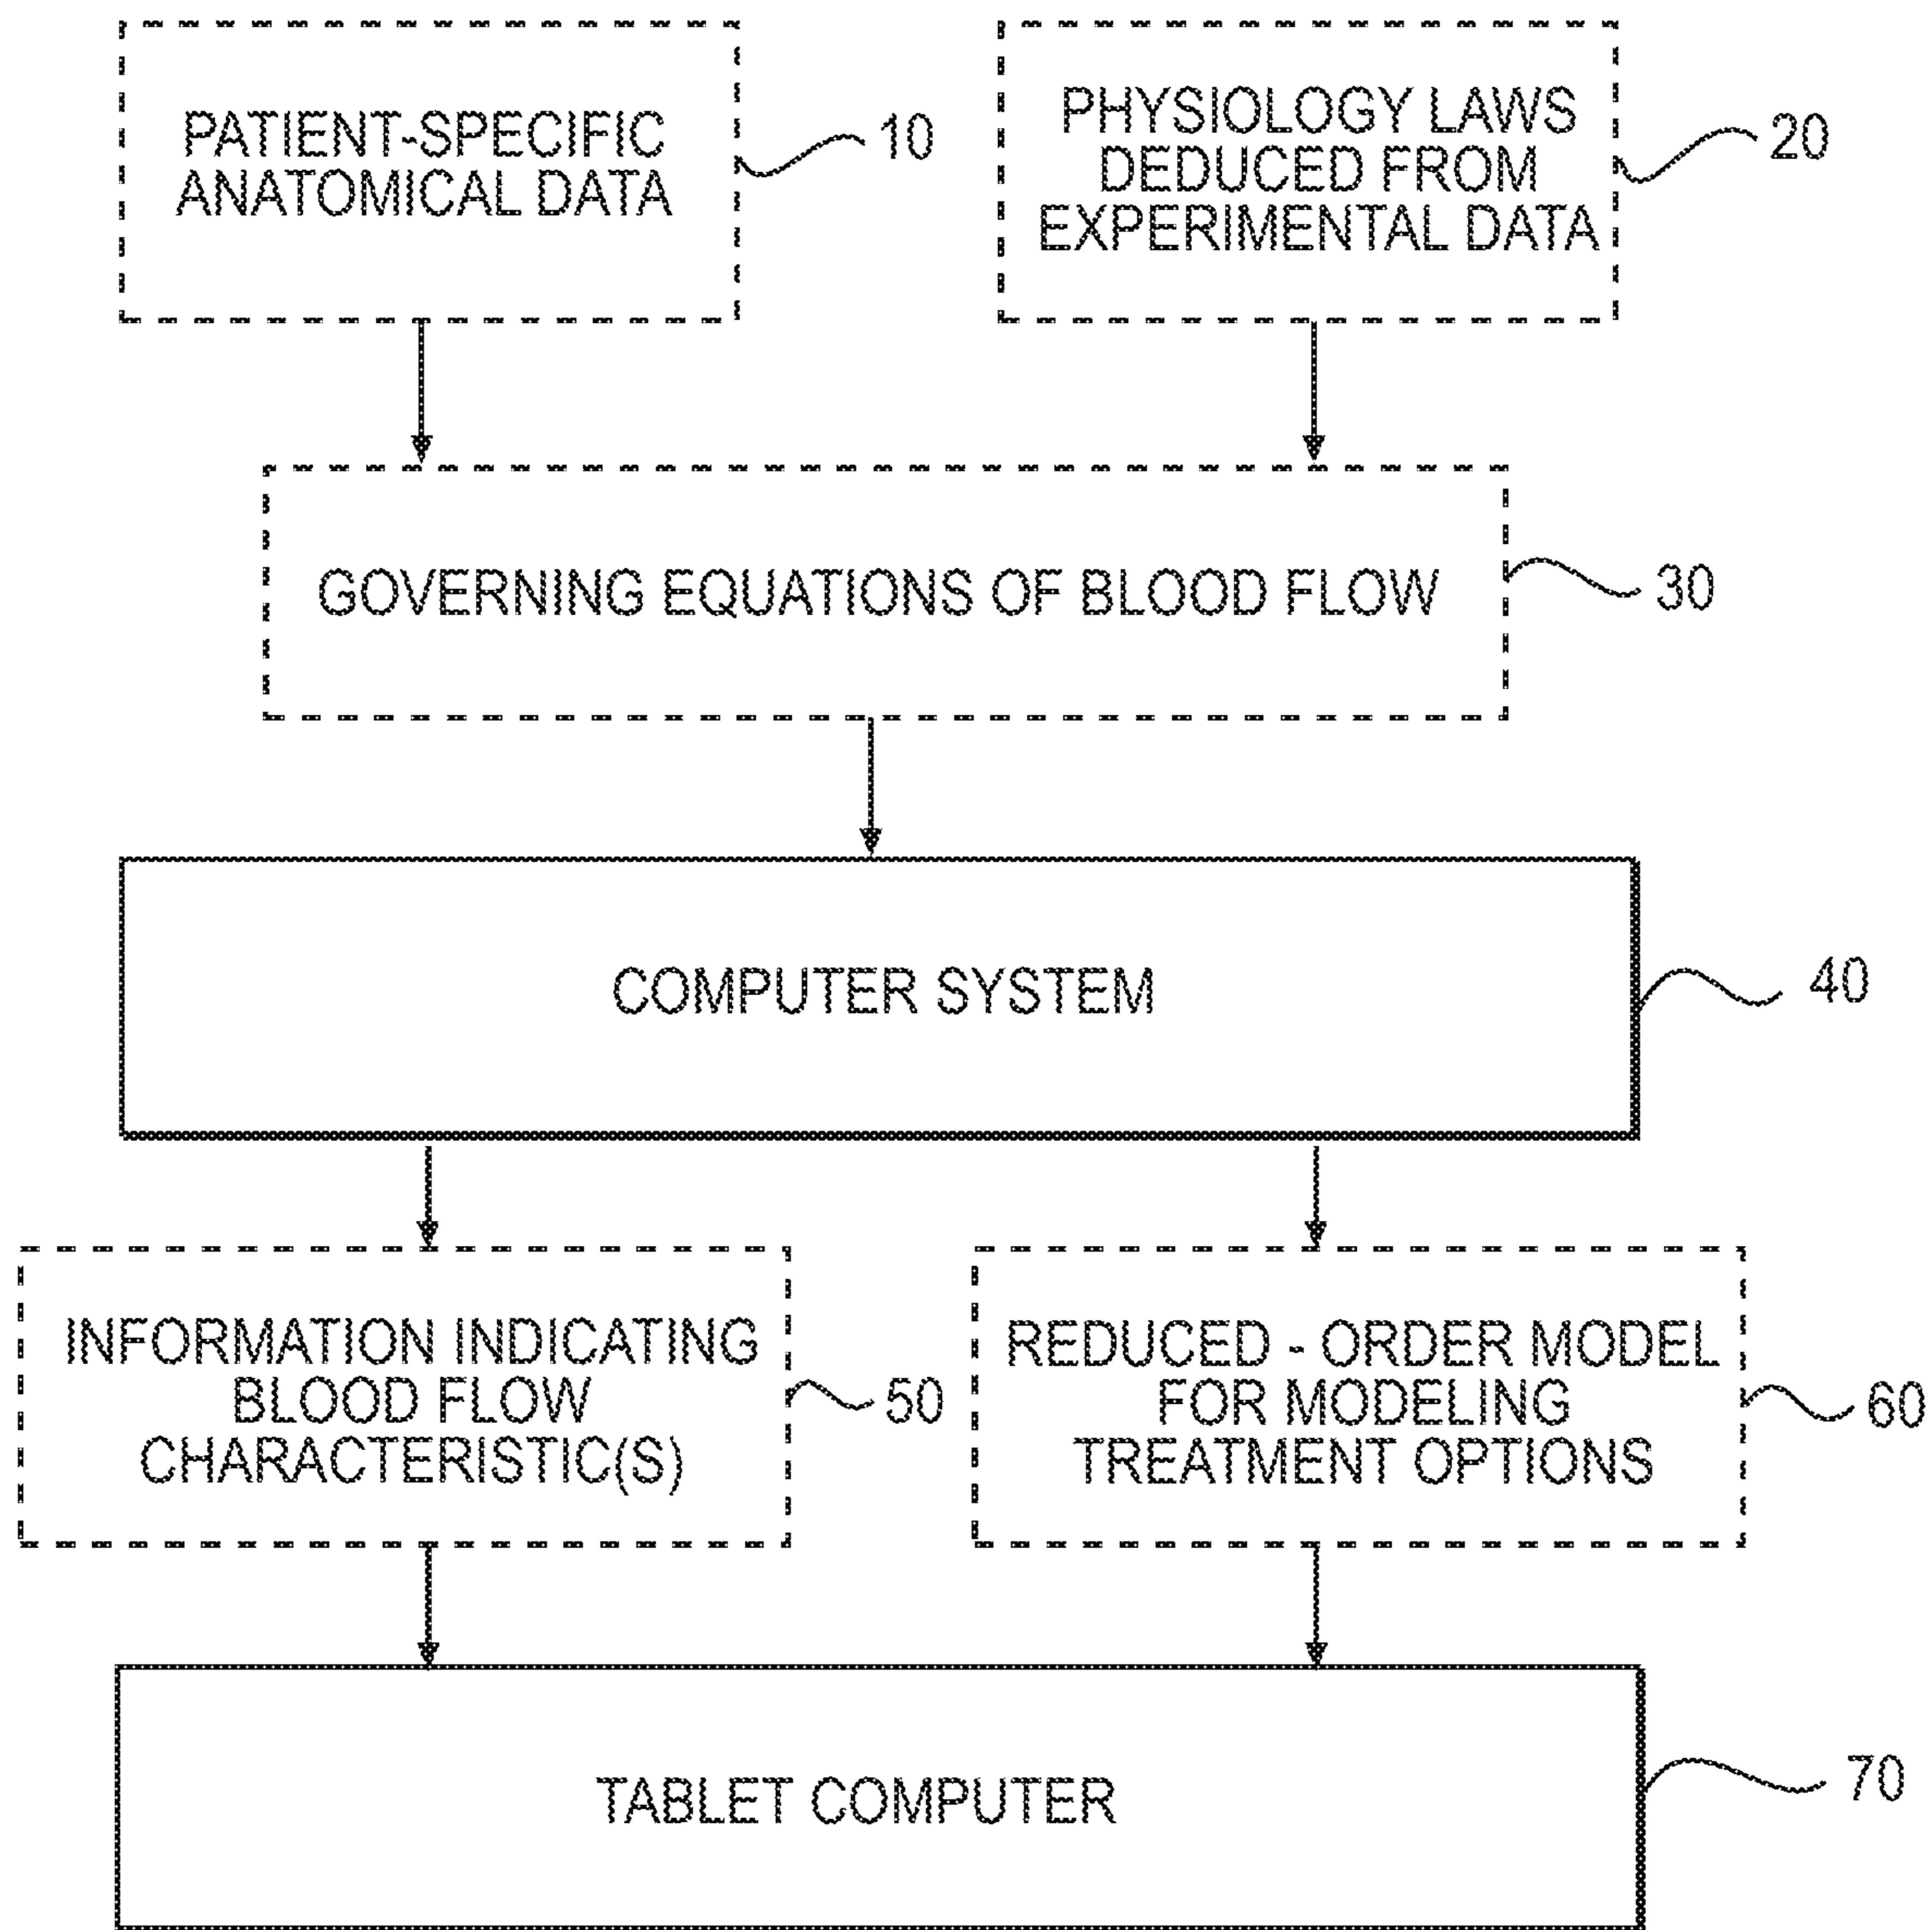 PATIENT-SPECIFIC
ANATOMICAL DATA
10
PHYSIOLOGY LAWS
DEDUCED FROM
EXPERIMENTAL DATA
20
GOVERNING EQUATIONS OF BLOOD FLOW
30
COMPUTER SYSTEM
40
INFORMATION INDICATING
BLOOD FLOW
CHARACTERISTIC(S)
50
REDUCED - ORDER MODEL
FOR MODELING
TREATMENT OPTIONS
60
TABLET COMPUTER
70